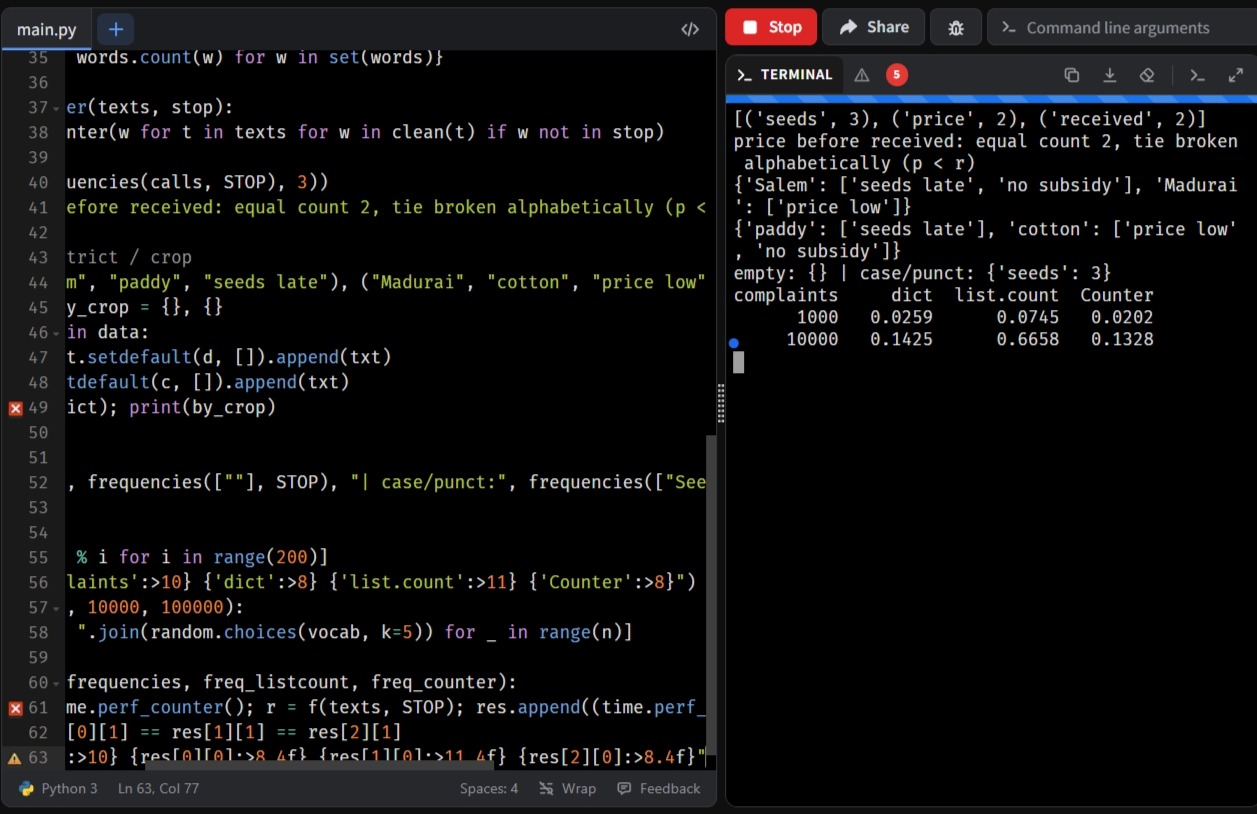 main.py
Stop
Share
Command line arguments
TERMINAL
5
35 words.count(w) for w in set(words)}
36
37 er(texts, stop):
38 nter(w for t in texts for w in clean(t) if w not in stop)
39
40 uencies(calls, STOP), 3))
41 efore received: equal count 2, tie broken alphabetically (p <
42
43 trict / crop
44 m", "paddy", "seeds late"), ("Madurai", "cotton", "price low"
45 y_crop = {}, {}
46 in data:
47 t.setdefault(d, []).append(txt)
48 tdefault(c, []).append(txt)
49 ict); print(by_crop)
50
51
52 , frequencies([""], STOP), "| case/punct:", frequencies(["See
53
54
55 % i for i in range(200)]
56 laints':>10} {'dict':>8} {'list.count':>11} {'Counter':>8}")
57 , 10000, 100000):
58 ".join(random.choices(vocab, k=5)) for _ in range(n)]
59
60 frequencies, freq_listcount, freq_counter):
61 me.perf_counter(); r = f(texts, STOP); res.append((time.perf_
62 [0][1] == res[1][1] == res[2][1]
63 :>10} {res[0][0]:>8.4f} {res[1][0]:>11.4f} {res[2][0]:>8.4f}"
Python 3
Ln 63, Col 77
Spaces: 4
Wrap
Feedback
[('seeds', 3), ('price', 2), ('received', 2)]
price before received: equal count 2, tie broken
alphabetically (p < r)
{'Salem': ['seeds late', 'no subsidy'], 'Madurai
': ['price low']}
{'paddy': ['seeds late'], 'cotton': ['price low'
, 'no subsidy']}
empty: {} | case/punct: {'seeds': 3}
complaints dict list.count Counter
1000 0.0259 0.0745 0.0202
10000 0.1425 0.6658 0.1328